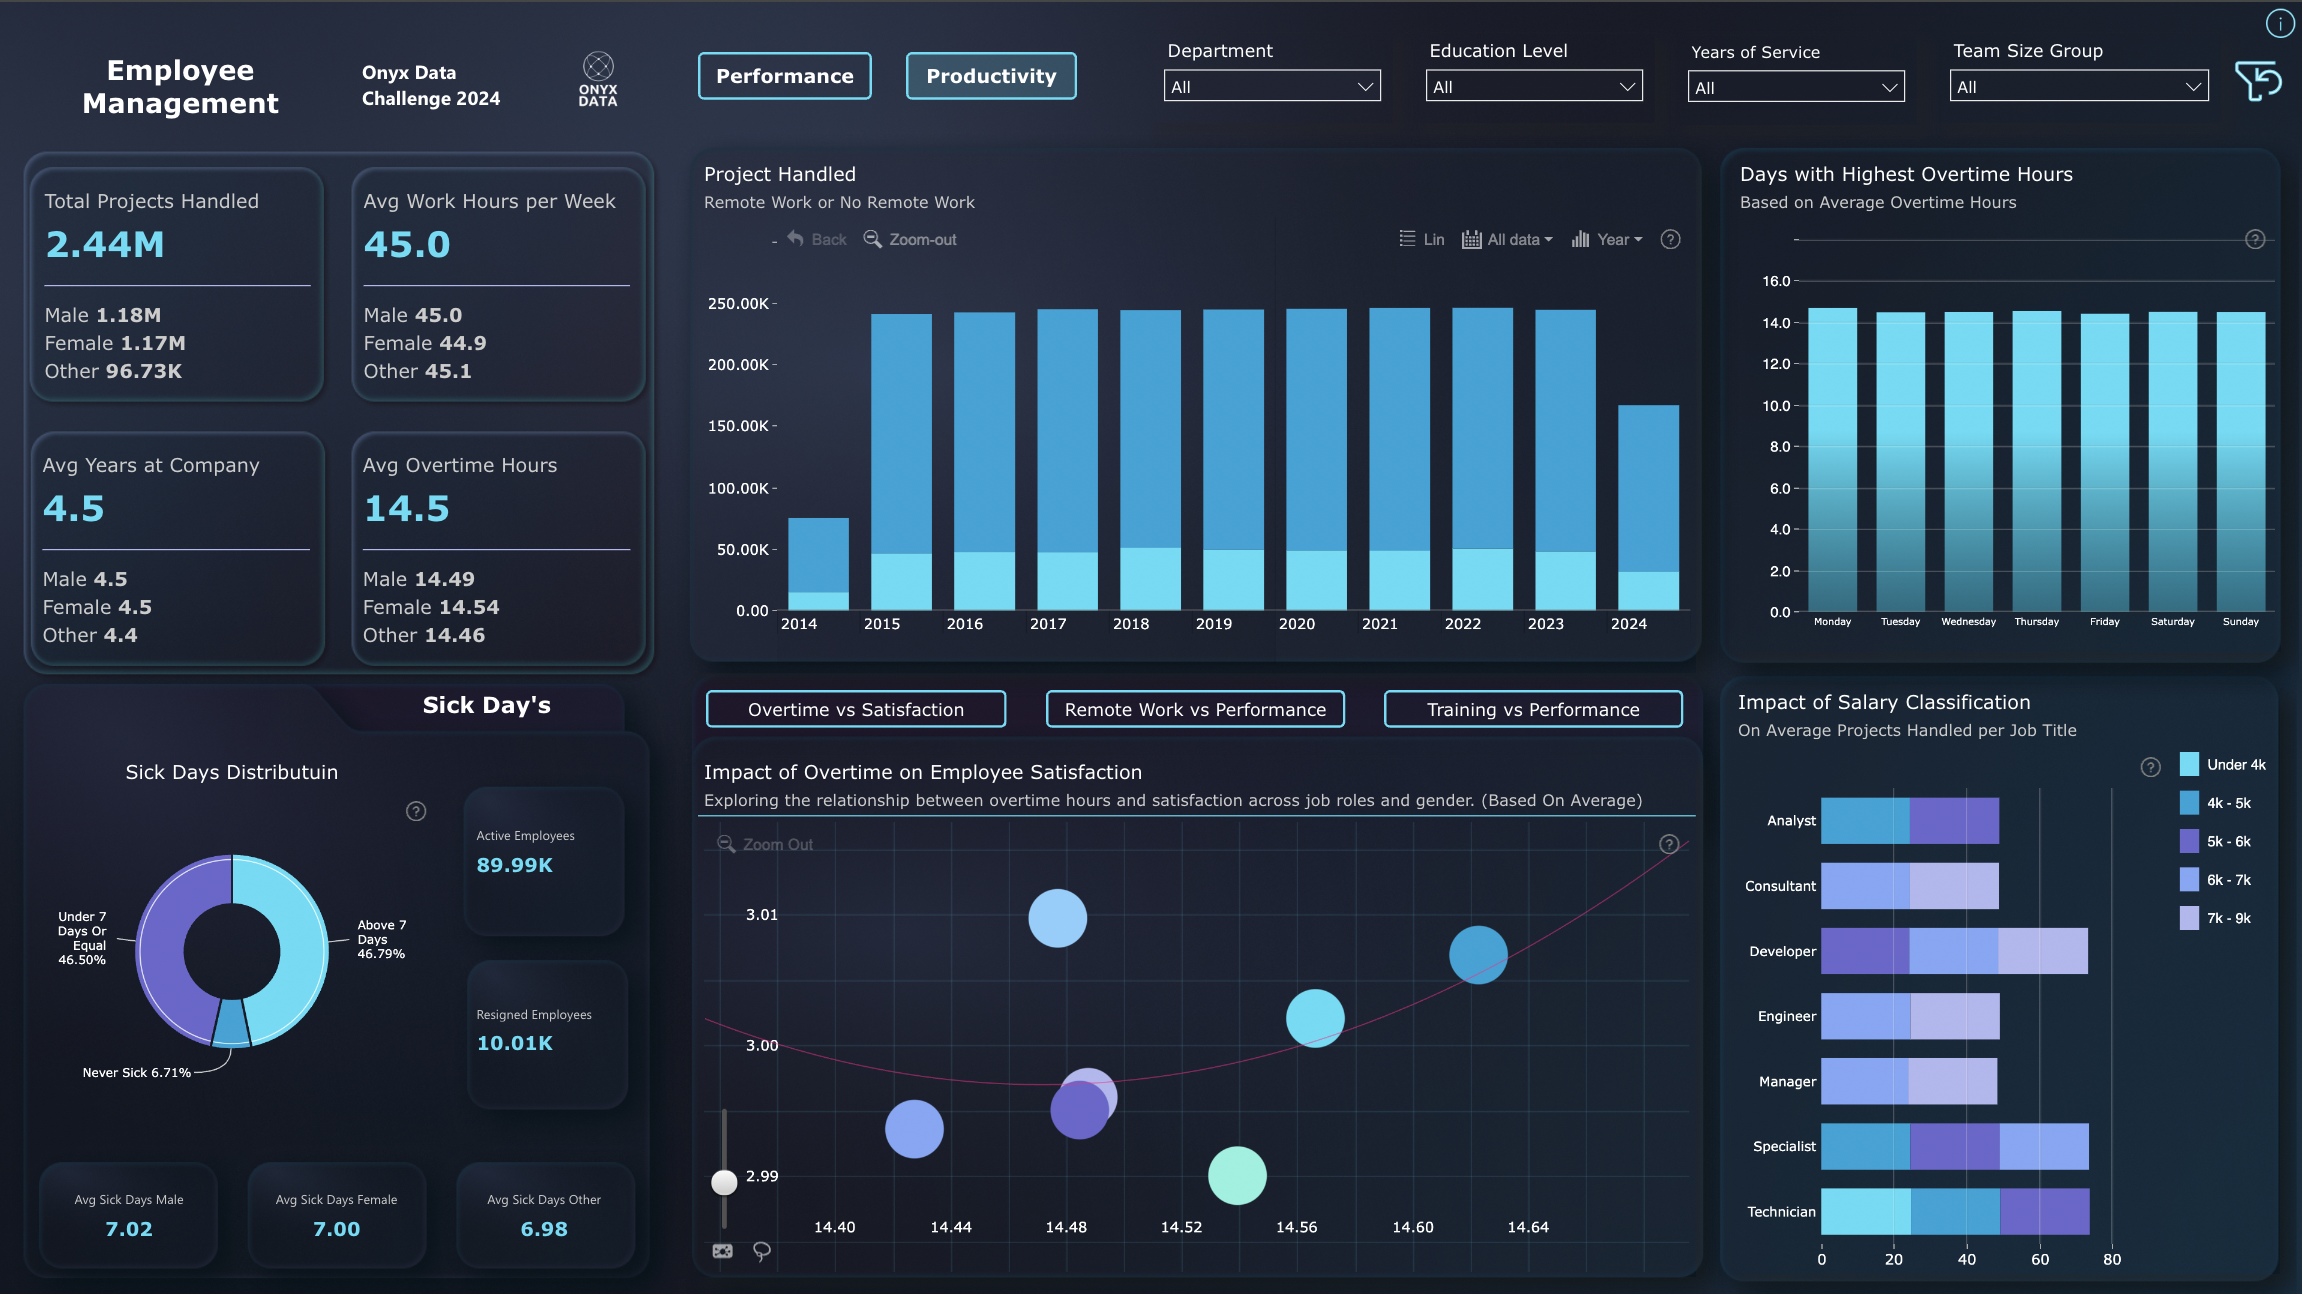 Employee
Management
Onyx Data
Challenge 2024
ONYX
DATA
Performance
Productivity
Department
All
Education Level
All
Years of Service
All
Team Size Group
All
Total Projects Handled
2.44M
Male 1.18M
Female 1.17M
Other 96.73K
Avg Work Hours per Week
45.0
Male 45.0
Female 44.9
Other 45.1
Avg Years at Company
4.5
Male 4.5
Female 4.5
Other 4.4
Avg Overtime Hours
14.5
Male 14.49
Female 14.54
Other 14.46
Project Handled
Remote Work or No Remote Work
Back
Zoom-out
Lin
All data
Year
?
250.00K
200.00K
150.00K
100.00K
50.00K
0.00
2014 2015 2016 2017 2018 2019 2020 2021 2022 2023 2024
Days with Highest Overtime Hours
Based on Average Overtime Hours
?
16.0
14.0
12.0
10.0
8.0
6.0
4.0
2.0
0.0
Monday Tuesday Wednesday Thursday Friday Saturday Sunday
Sick Day's
Sick Days Distributuin
?
Under 7
Days Or
Equal
46.50%
Above 7
Days
46.79%
Never Sick 6.71%
Active Employees
89.99K
Resigned Employees
10.01K
Avg Sick Days Male
7.02
Avg Sick Days Female
7.00
Avg Sick Days Other
6.98
Overtime vs Satisfaction
Remote Work vs Performance
Training vs Performance
Impact of Overtime on Employee Satisfaction
Exploring the relationship between overtime hours and satisfaction across job roles and gender. (Based On Average)
Zoom Out
?
3.01
3.00
2.99
14.40 14.44 14.48 14.52 14.56 14.60 14.64
Impact of Salary Classification
On Average Projects Handled per Job Title
?
Under 4k
4k - 5k
5k - 6k
6k - 7k
7k - 9k
Analyst
Consultant
Developer
Engineer
Manager
Specialist
Technician
0 20 40 60 80